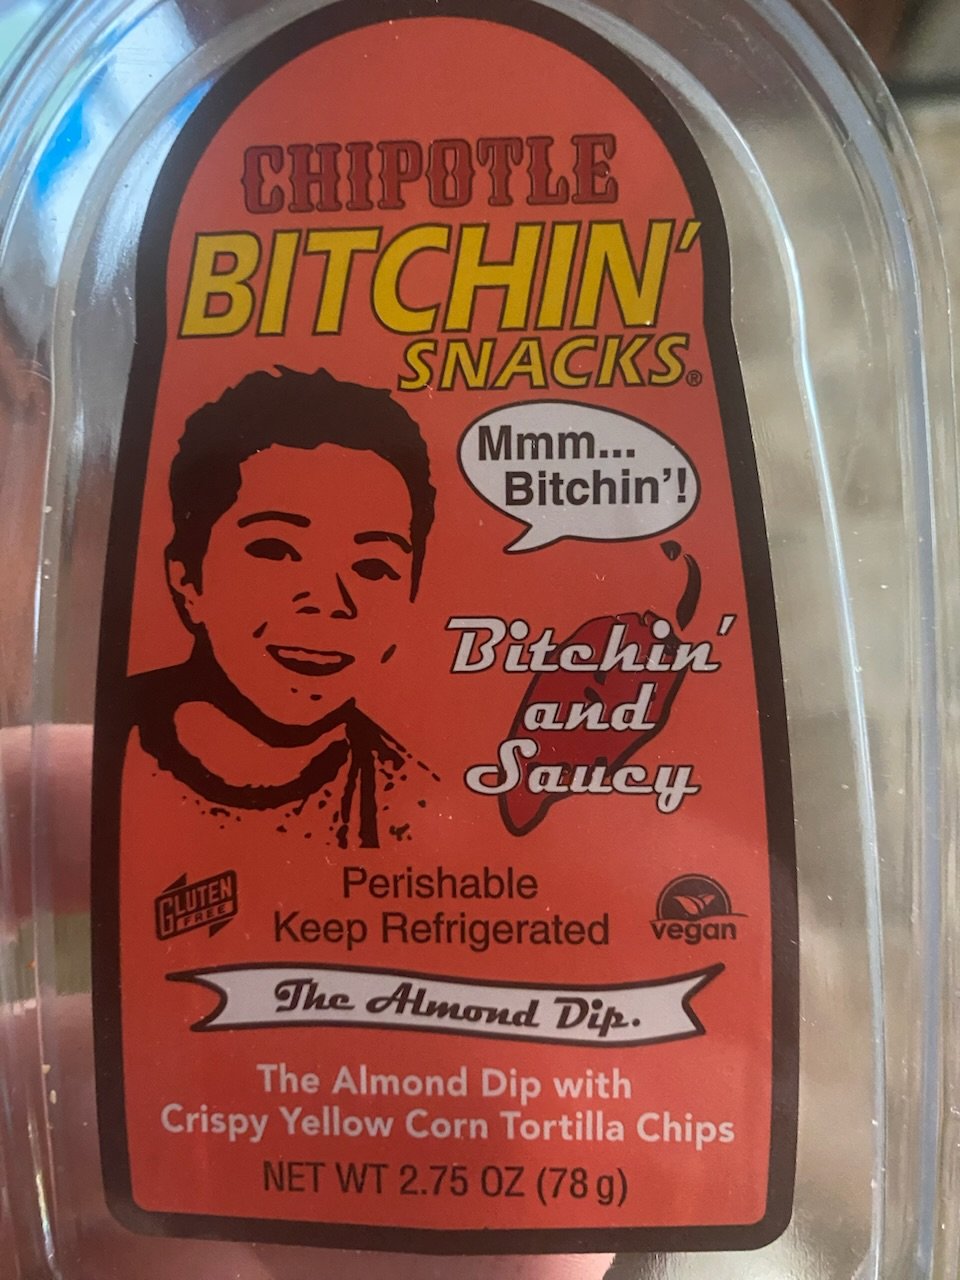 CHIPOTLE
BITCHIN'
SNACKS®
Mmm...
Bitchin'!
Bitchin'
and
Saucy
GLUTEN
FREE
Perishable
Keep Refrigerated
vegan
The Almond Dip.
The Almond Dip with
Crispy Yellow Corn Tortilla Chips
NET WT 2.75 OZ (78 g)